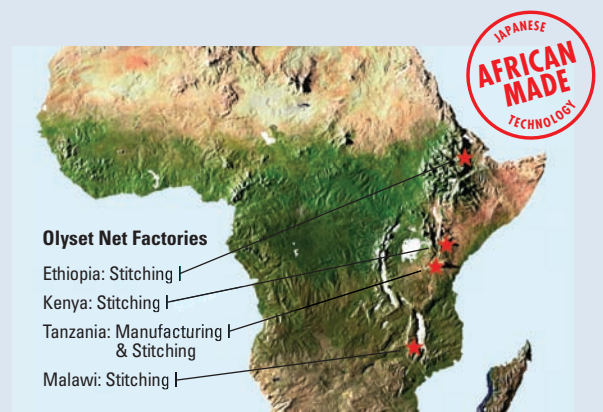 JAPANESE
AFRICAN
MADE
TECHNOLOGY
Olyset Net Factories
Ethiopia: Stitching
Kenya: Stitching
Tanzania: Manufacturing
& Stitching
Malawi: Stitching